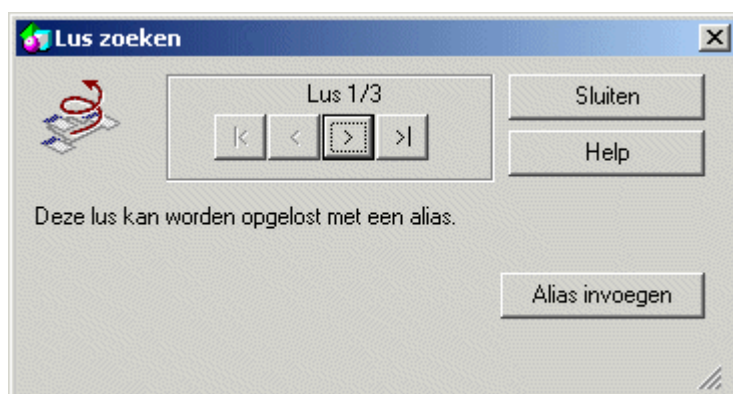 Lus zoeken
Lus 1/3
|< < > >|
Sluiten
Help
Deze lus kan worden opgelost met een alias.
Alias invoegen